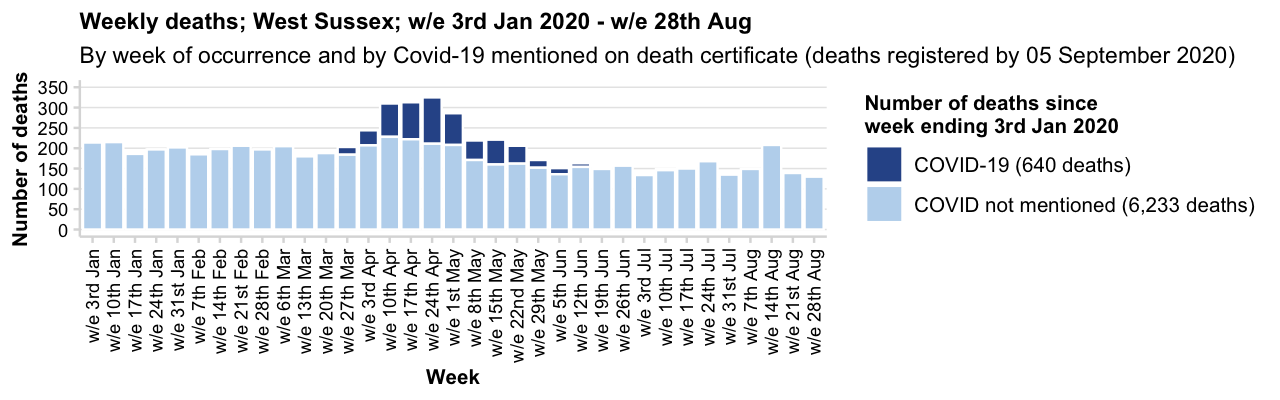 Weekly deaths; West Sussex; w/e 3rd Jan 2020 - w/e 28th Aug
By week of occurrence and by Covid-19 mentioned on death certificate (deaths registered by 05 September 2020)
Number of deaths
350
300
250
200
150
100
50
0
w/e 3rd Jan
w/e 10th Jan
w/e 17th Jan
w/e 24th Jan
w/e 31st Jan
w/e 7th Feb
w/e 14th Feb
w/e 21st Feb
w/e 28th Feb
w/e 6th Mar
w/e 13th Mar
w/e 20th Mar
w/e 27th Mar
w/e 3rd Apr
w/e 10th Apr
w/e 17th Apr
w/e 24th Apr
w/e 1st May
w/e 8th May
w/e 15th May
w/e 22nd May
w/e 29th May
w/e 5th Jun
w/e 12th Jun
w/e 19th Jun
w/e 26th Jun
w/e 3rd Jul
w/e 10th Jul
w/e 17th Jul
w/e 24th Jul
w/e 31st Jul
w/e 7th Aug
w/e 14th Aug
w/e 21st Aug
w/e 28th Aug
Week
Number of deaths since
week ending 3rd Jan 2020
COVID-19 (640 deaths)
COVID not mentioned (6,233 deaths)